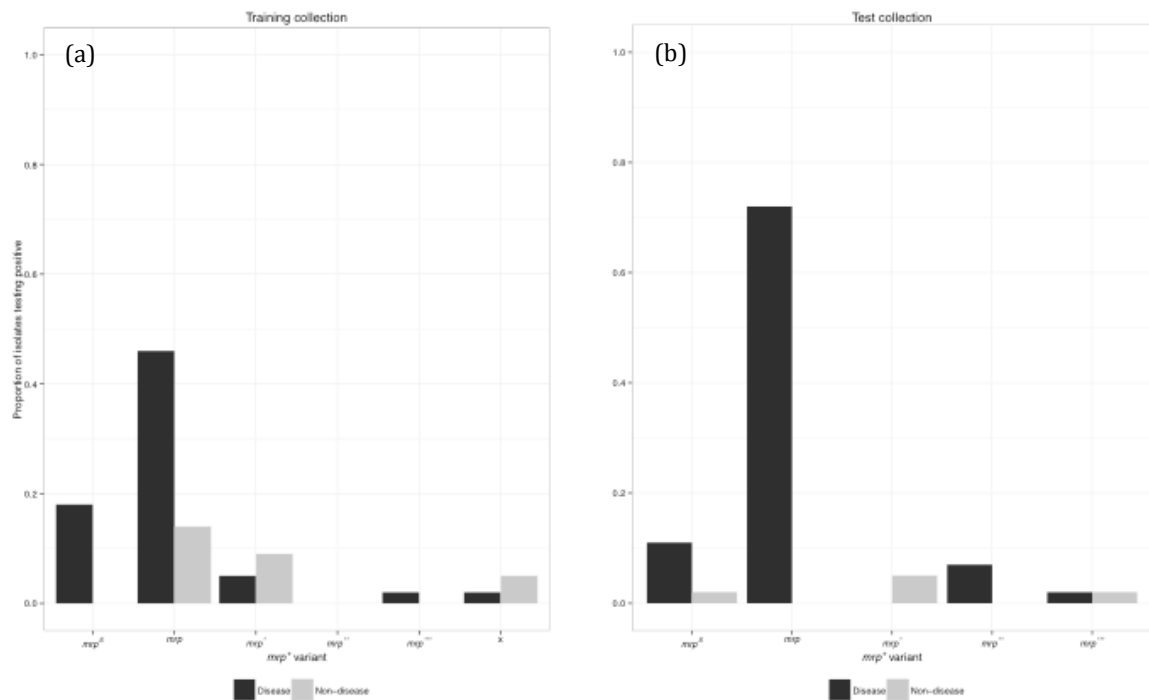 Training collection
(a)
1.0
0.8
0.6
0.4
0.2
0.0
Proportion of isolates testing positive
mrp mrp x
mrp⁺ variant
Disease Non-disease
Test collection
(b)
1.0
0.8
0.6
0.4
0.2
0.0
mrp
mrp⁺ variant
Disease Non-disease